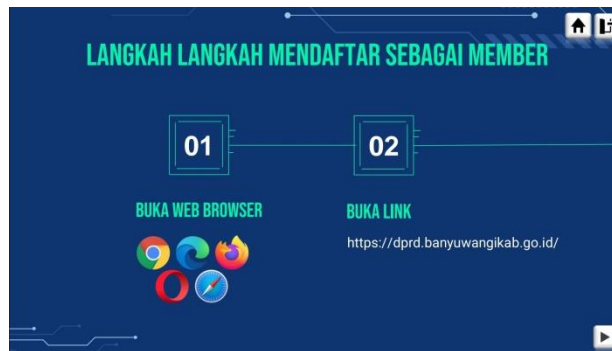 LANGKAH LANGKAH MENDAFTAR SEBAGAI MEMBER
01
02
BUKA WEB BROWSER
BUKA LINK
https://dprd.banyuwangikab.go.id/